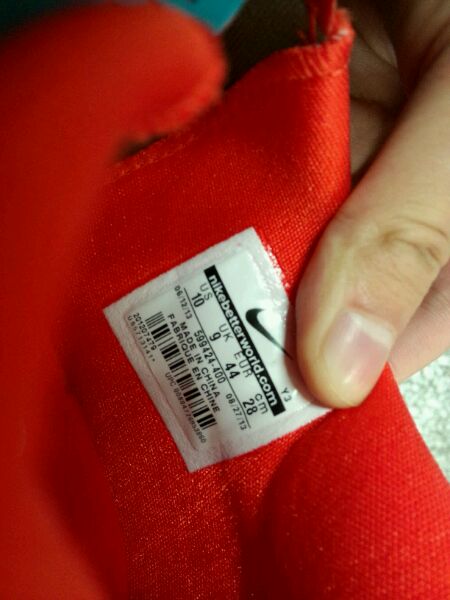 nikebetterworld.com
Y3
US UK EUR cm
10 9 44 28
06/12/13 599424-400 08/27/13
MADE IN CHINA
FABRIQUE EN CHINE